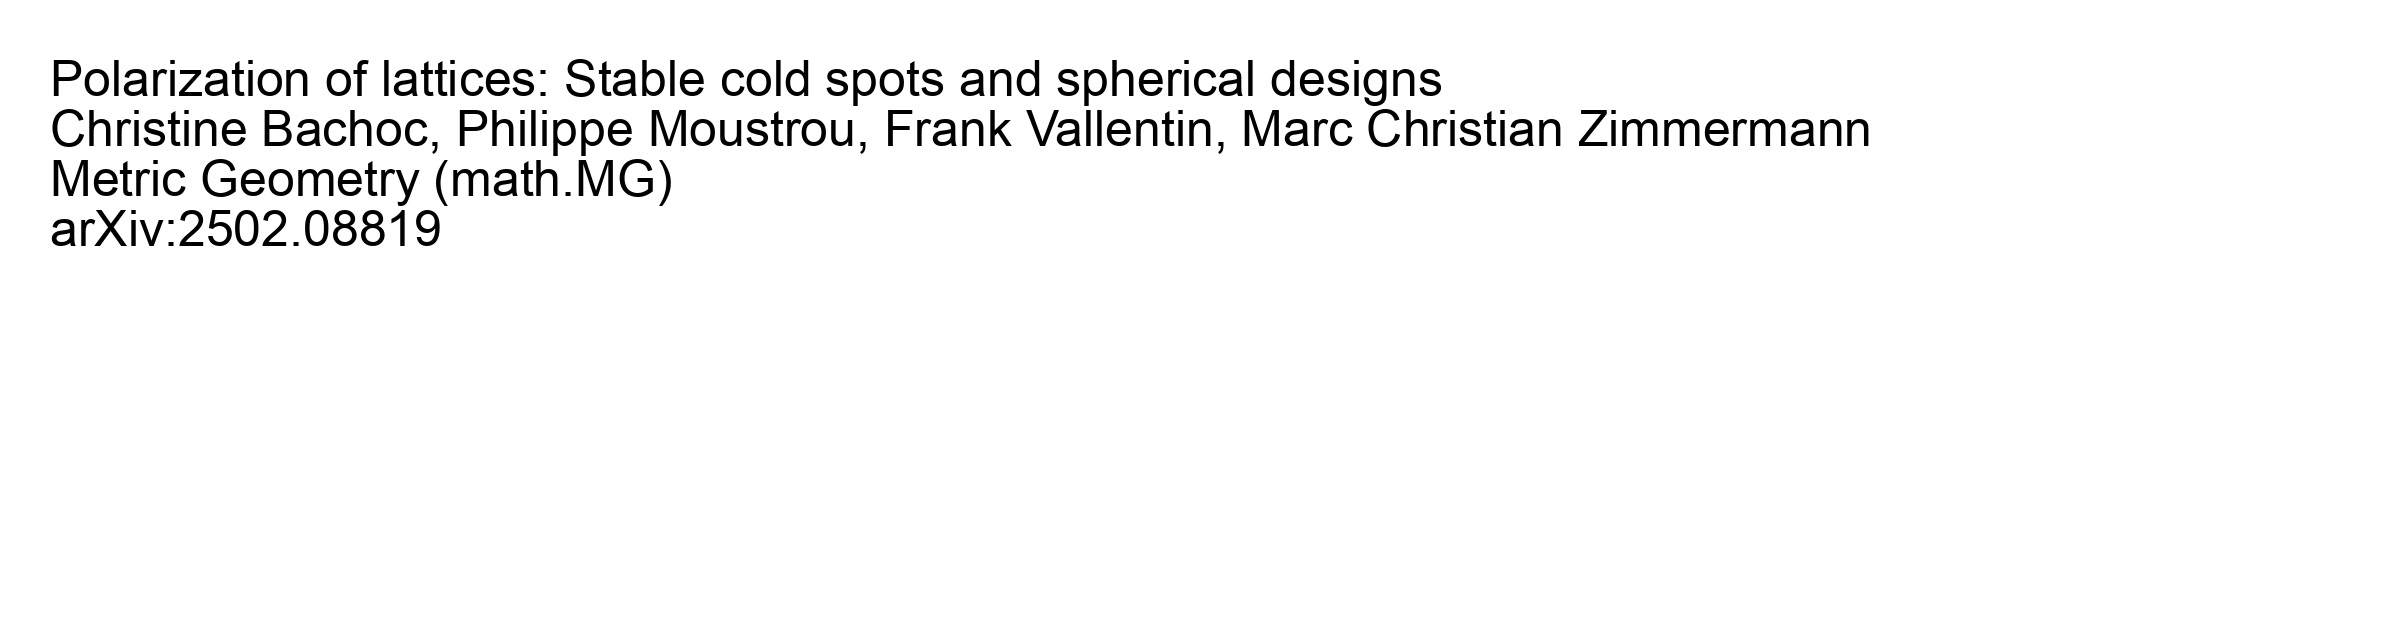 Polarization of lattices: Stable cold spots and spherical designs
Christine Bachoc, Philippe Moustrou, Frank Vallentin, Marc Christian Zimmermann
Metric Geometry (math.MG)
arXiv:2502.08819